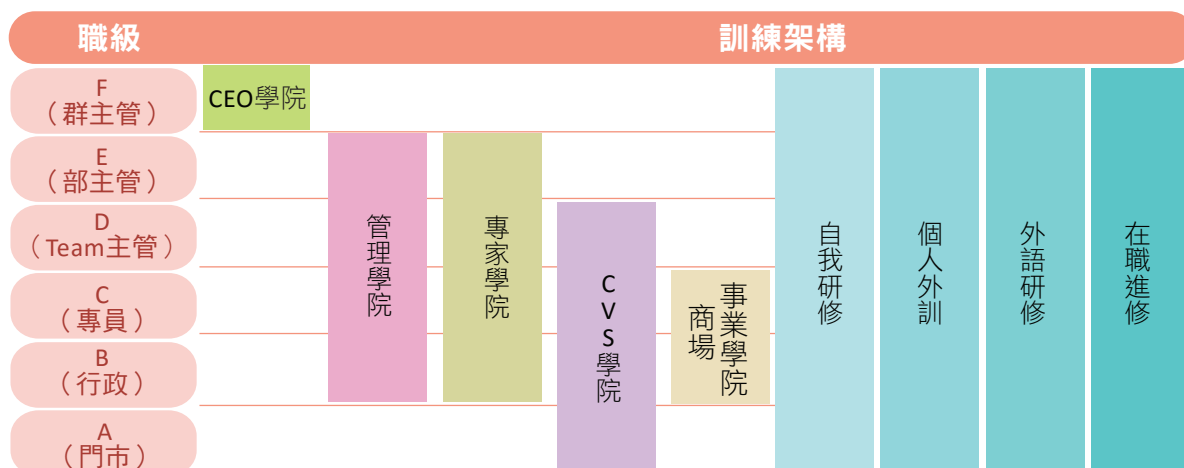 職級
訓練架構
F
（群主管）
E
（部主管）
D
（Team主管）
C
（專員）
B
（行政）
A
（門市）
CEO學院
管理學院
專家學院
CVS學院
商場
事業學院
自我研修
個人外訓
外語研修
在職進修